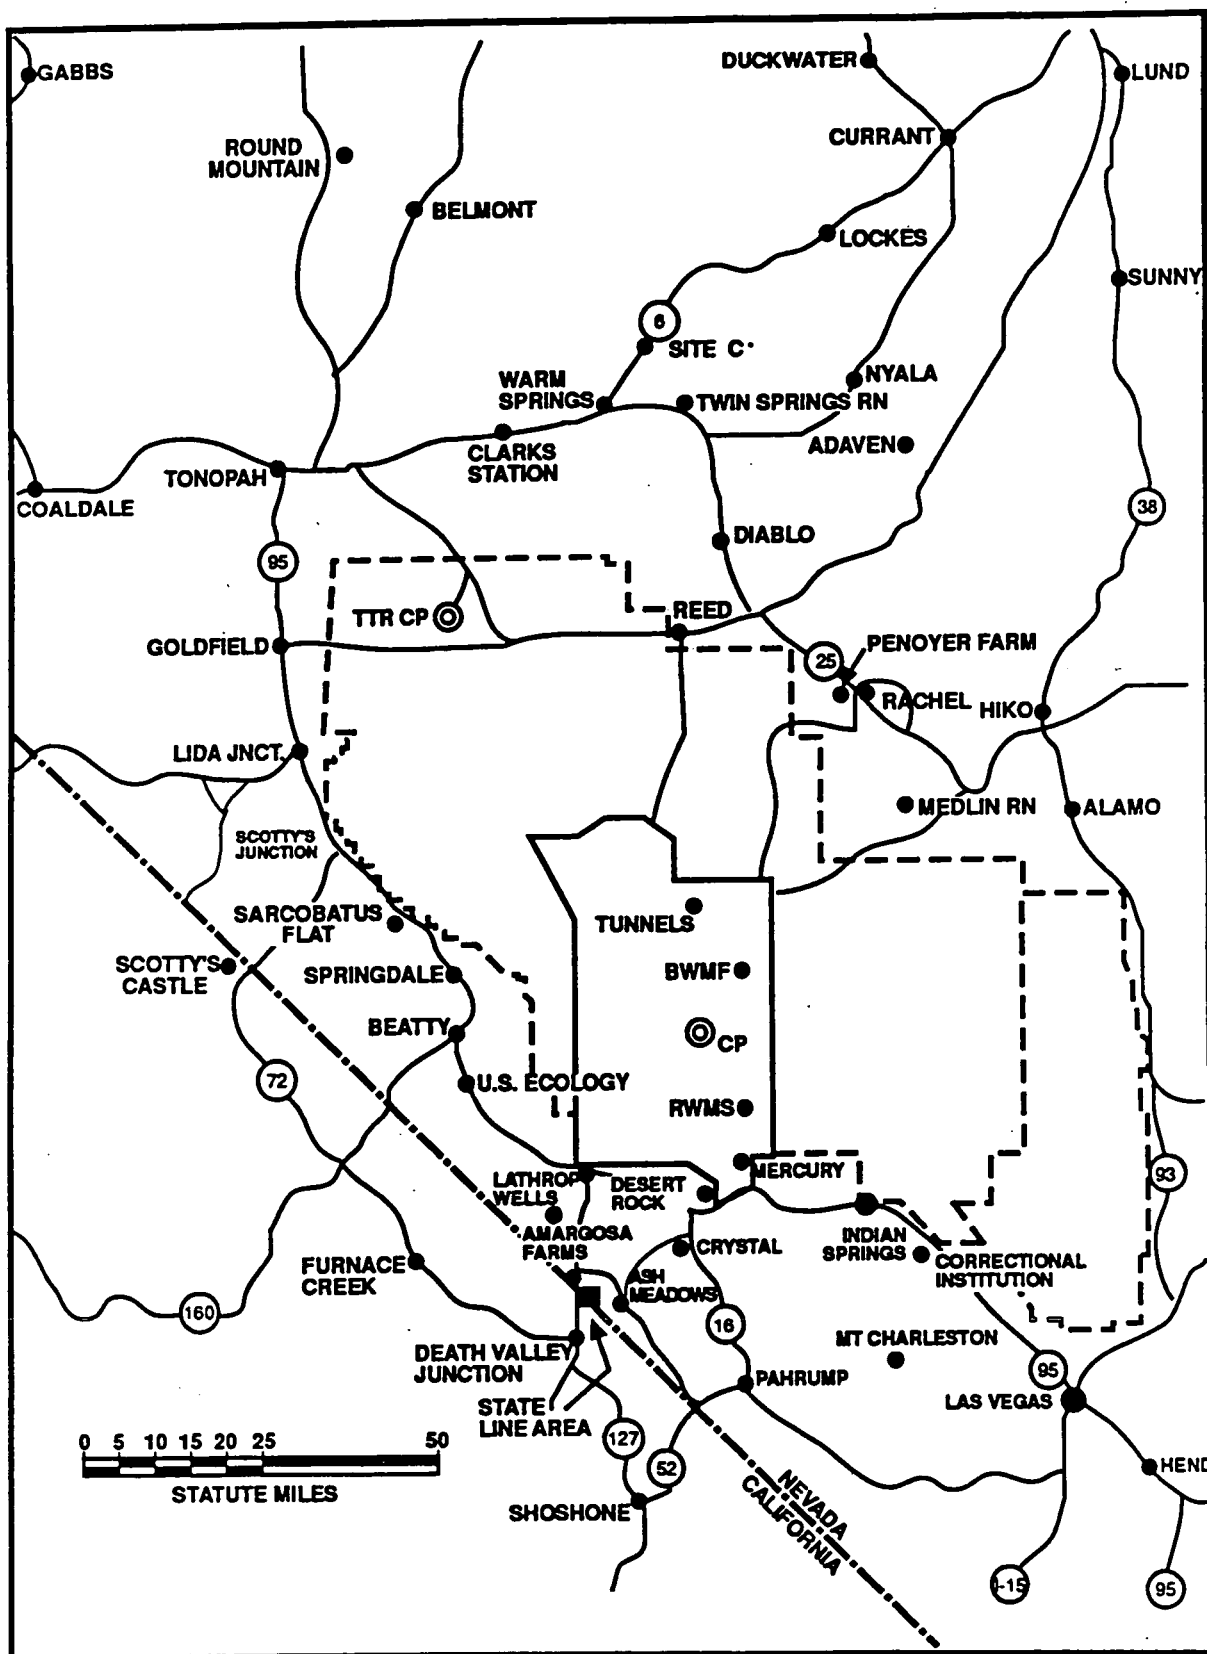 GABBS
DUCKWATER
LUND
CURRANT
ROUND
MOUNTAIN
BELMONT
LOCKES
SUNNY
6
SITE C
WARM
SPRINGS
NYALA
TWIN SPRINGS RN
ADAVEN
CLARKS
STATION
TONOPAH
COALDALE
38
DIABLO
95
TTR CP
REED
GOLDFIELD
PENOYER FARM
25
RACHEL
HIKO
LIDA JNCT.
MEDLIN RN
ALAMO
SCOTTY'S
JUNCTION
SARCOBATUS
FLAT
TUNNELS
SCOTTY'S
CASTLE
SPRINGDALE
BWMF
BEATTY
CP
72
U.S. ECOLOGY
RWMS
LATHROP
WELLS
DESERT
ROCK
MERCURY
93
AMARGOSA
FARMS
CRYSTAL
INDIAN
SPRINGS
CORRECTIONAL
INSTITUTION
FURNACE
CREEK
ASH
MEADOWS
160
16
DEATH VALLEY
JUNCTION
MT CHARLESTON
95
PAHRUMP
LAS VEGAS
STATE
LINE AREA
127
52
0 5 10 15 20 25 50
STATUTE MILES
HEND
SHOSHONE
NEVADA
CALIFORNIA
I-15
95